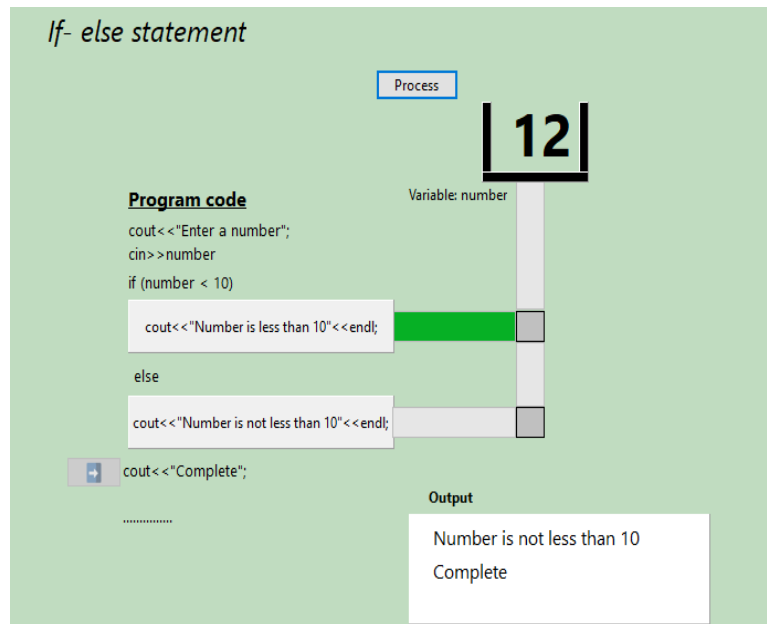 If- else statement
Process
12
Variable: number
Program code
cout<<"Enter a number";
cin>>number
if (number < 10)
cout<<"Number is less than 10"<<endl;
else
cout<<"Number is not less than 10"<<endl;
cout<<"Complete";
...............
Output
Number is not less than 10
Complete